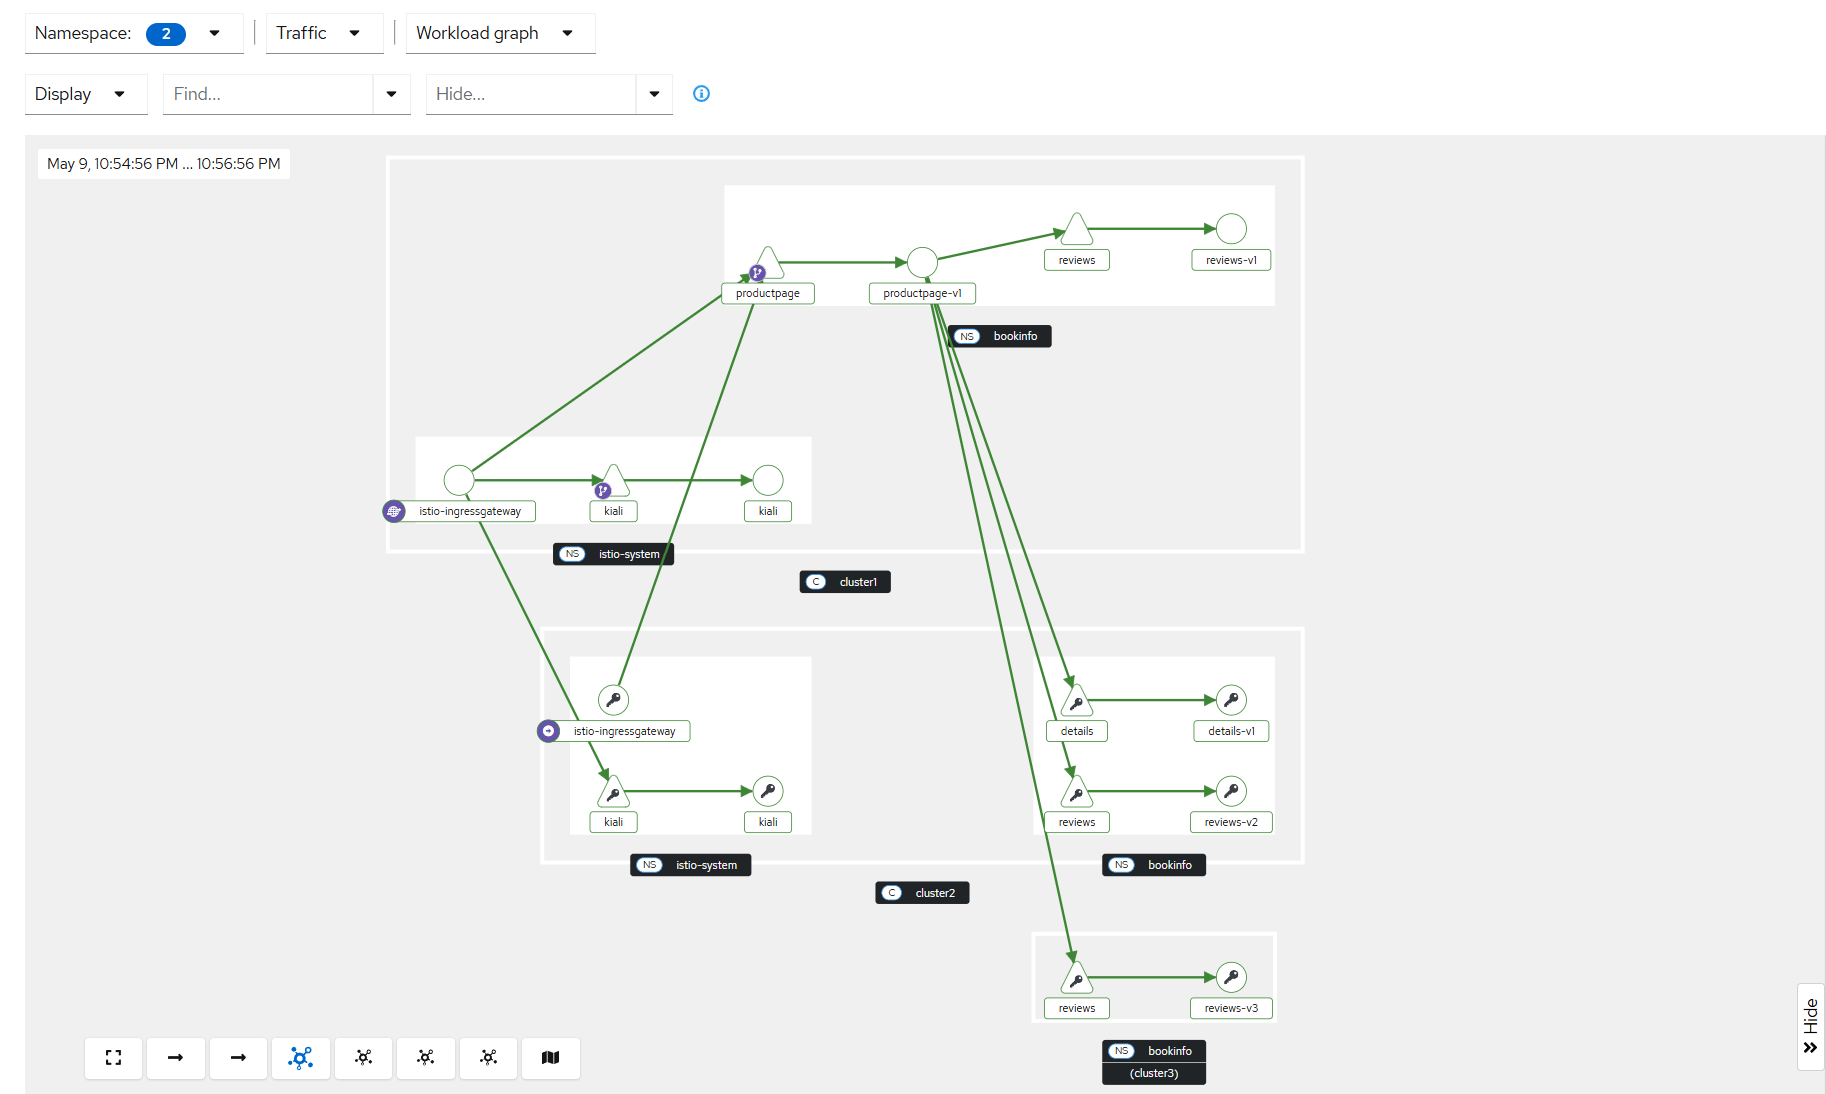 Namespace: 2
Traffic
Workload graph
Display
Find...
Hide...
May 9, 10:54:56 PM ... 10:56:56 PM
reviews
reviews-v1
productpage
productpage-v1
NS bookinfo
istio-ingressgateway
kiali
kiali
NS istio-system
C cluster1
istio-ingressgateway
details
details-v1
kiali
kiali
reviews
reviews-v2
NS istio-system
NS bookinfo
C cluster2
reviews
reviews-v3
NS bookinfo
(cluster3)
Hide